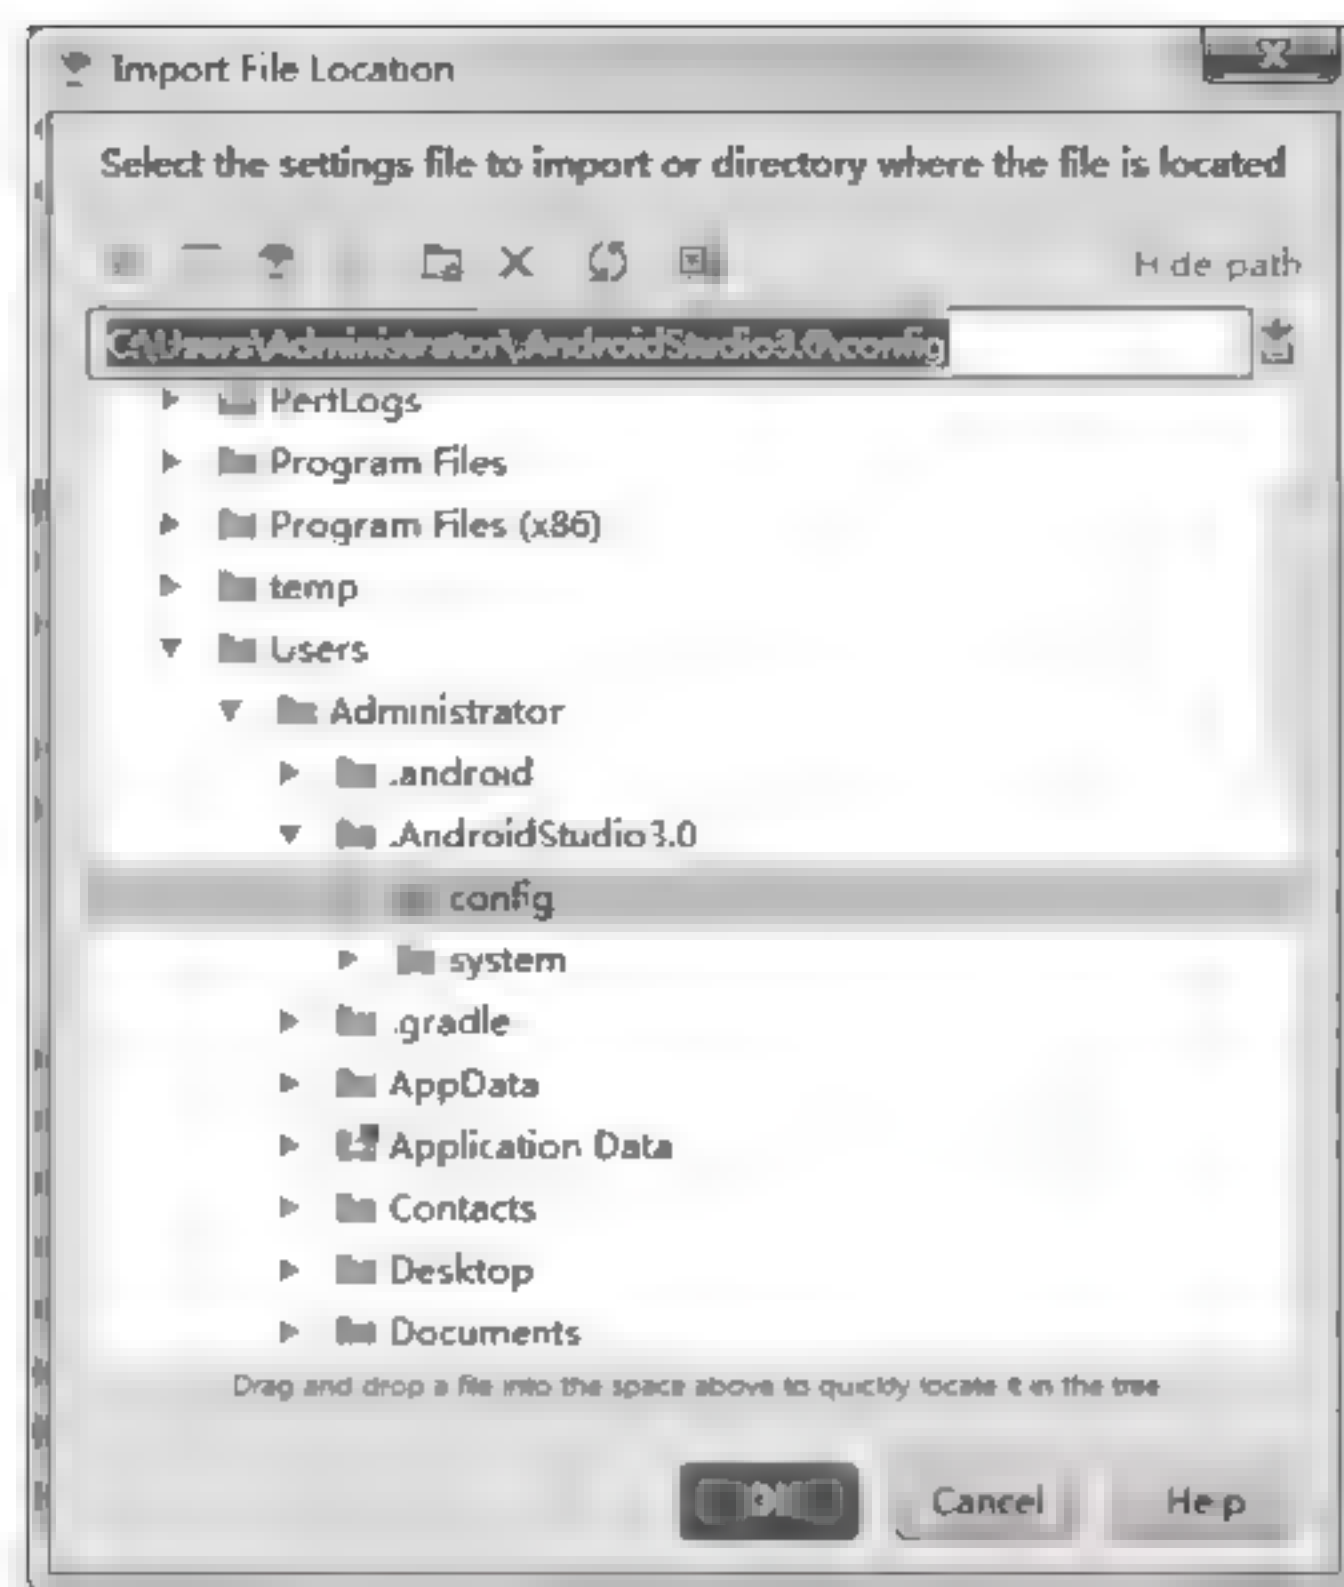 Import File Location
Select the settings file to import or directory where the file is located
Hide path
C:\Users\Administrator\.AndroidStudio3.0\config
PerfLogs
Program Files
Program Files (x86)
temp
Users
Administrator
.android
.AndroidStudio3.0
config
system
.gradle
AppData
Application Data
Contacts
Desktop
Documents
Drag and drop a file into the space above to quickly locate it in the tree
OK
Cancel
Help